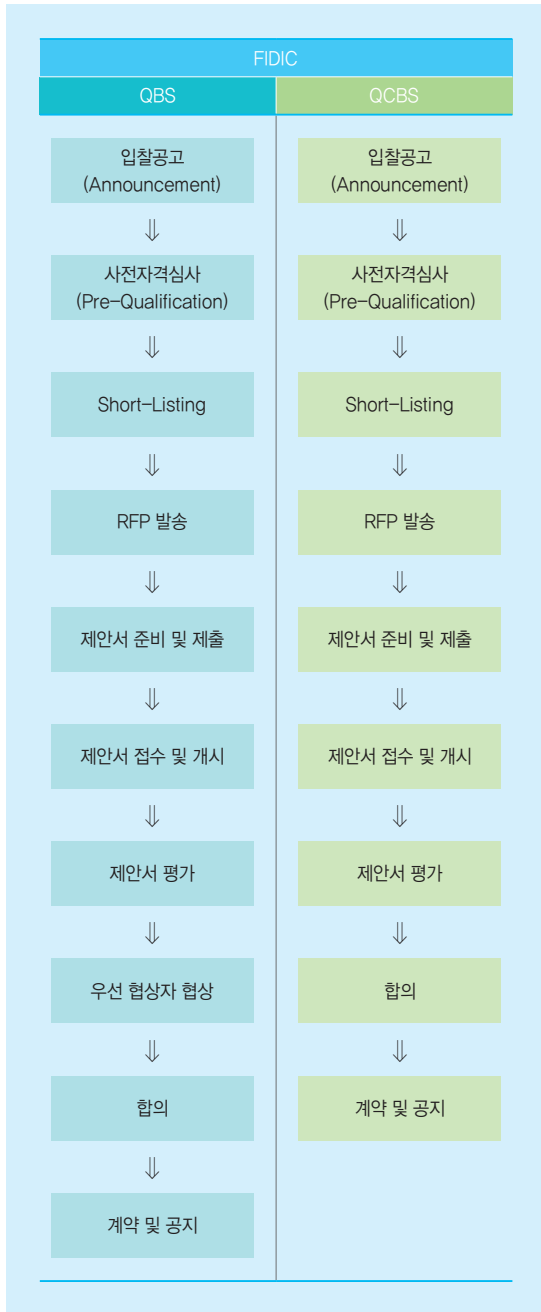 FIDIC
QBS
QCBS
입찰공고
(Announcement)
⇓
사전자격심사
(Pre-Qualification)
⇓
Short-Listing
⇓
RFP 발송
⇓
제안서 준비 및 제출
⇓
제안서 접수 및 개시
⇓
제안서 평가
⇓
우선 협상자 협상
⇓
합의
⇓
계약 및 공지
입찰공고
(Announcement)
⇓
사전자격심사
(Pre-Qualification)
⇓
Short-Listing
⇓
RFP 발송
⇓
제안서 준비 및 제출
⇓
제안서 접수 및 개시
⇓
제안서 평가
⇓
합의
⇓
계약 및 공지